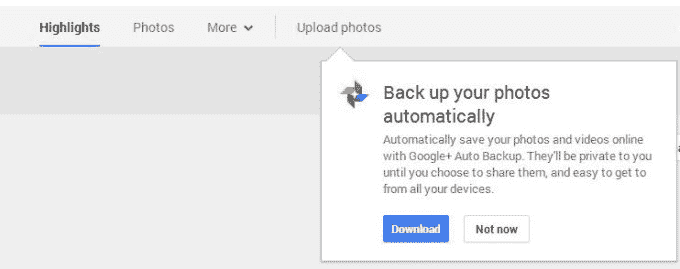 Highlights Photos More Upload photos
Back up your photos
automatically
Automatically save your photos and videos online
with Google+ Auto Backup. They'll be private to you
until you choose to share them, and easy to get to
from all your devices.
Download Not now